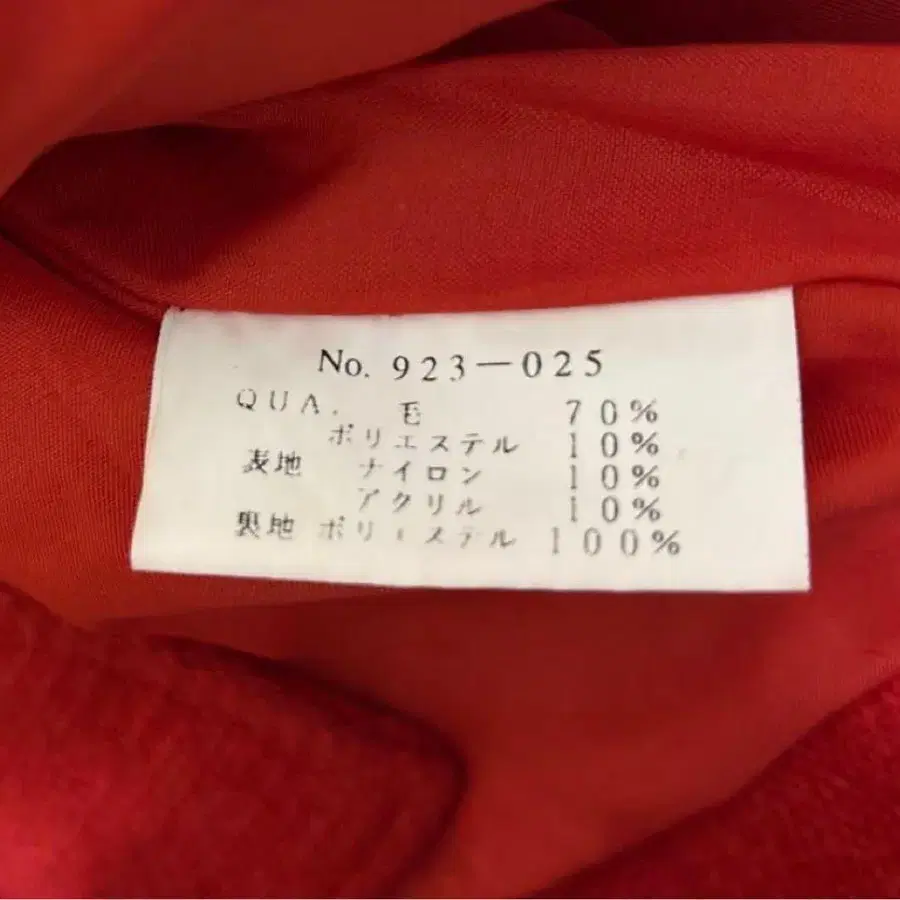 No. 923-025
QUA. 毛 70%
ポリエステル 10%
表地 ナイロン 10%
アクリル 10%
裏地 ポリエステル 100%